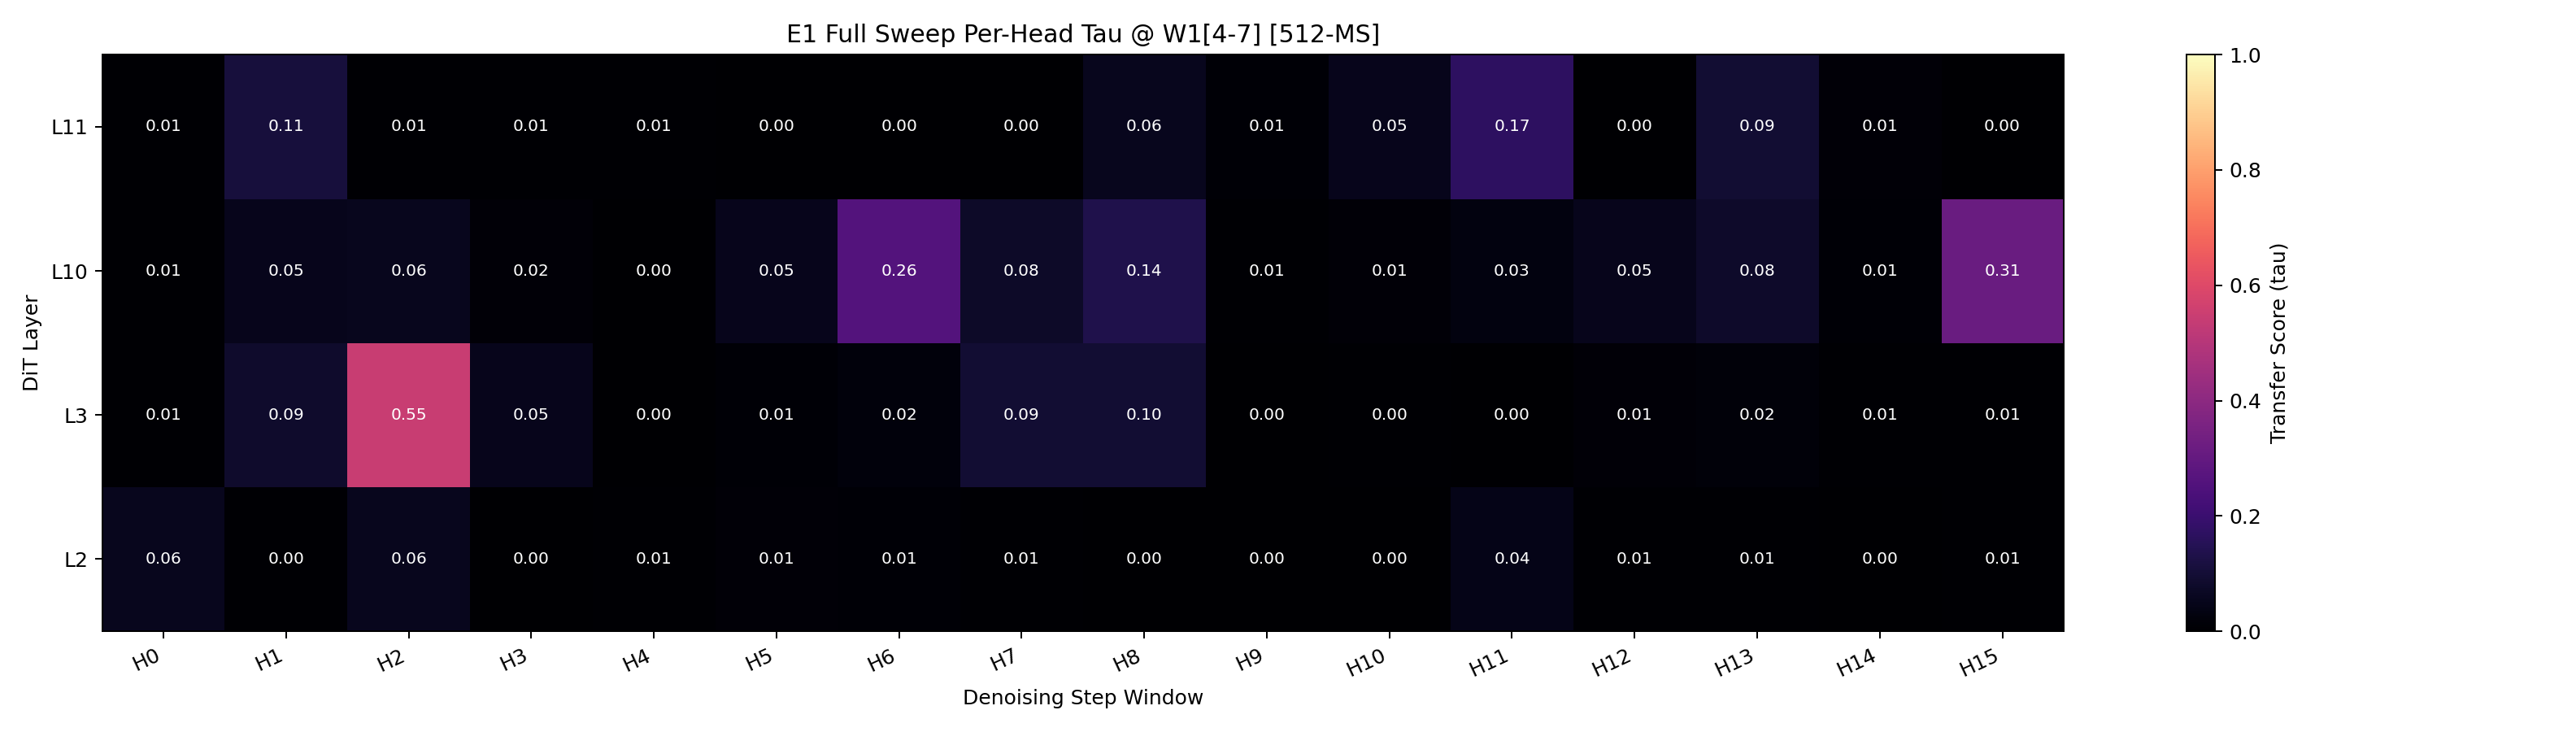 E1 Full Sweep Per-Head Tau @ W1[4-7] [512-MS]
DiT Layer
L11 0.01 0.11 0.01 0.01 0.01 0.00 0.00 0.00 0.06 0.01 0.05 0.17 0.00 0.09 0.01 0.00
L10 0.01 0.05 0.06 0.02 0.00 0.05 0.26 0.08 0.14 0.01 0.01 0.03 0.05 0.08 0.01 0.31
L3 0.01 0.09 0.55 0.05 0.00 0.01 0.02 0.09 0.10 0.00 0.00 0.00 0.01 0.02 0.01 0.01
L2 0.06 0.00 0.06 0.00 0.01 0.01 0.01 0.01 0.00 0.00 0.00 0.04 0.01 0.01 0.00 0.01
H0 H1 H2 H3 H4 H5 H6 H7 H8 H9 H10 H11 H12 H13 H14 H15
Denoising Step Window
1.0
0.8
0.6
0.4
0.2
0.0
Transfer Score (tau)